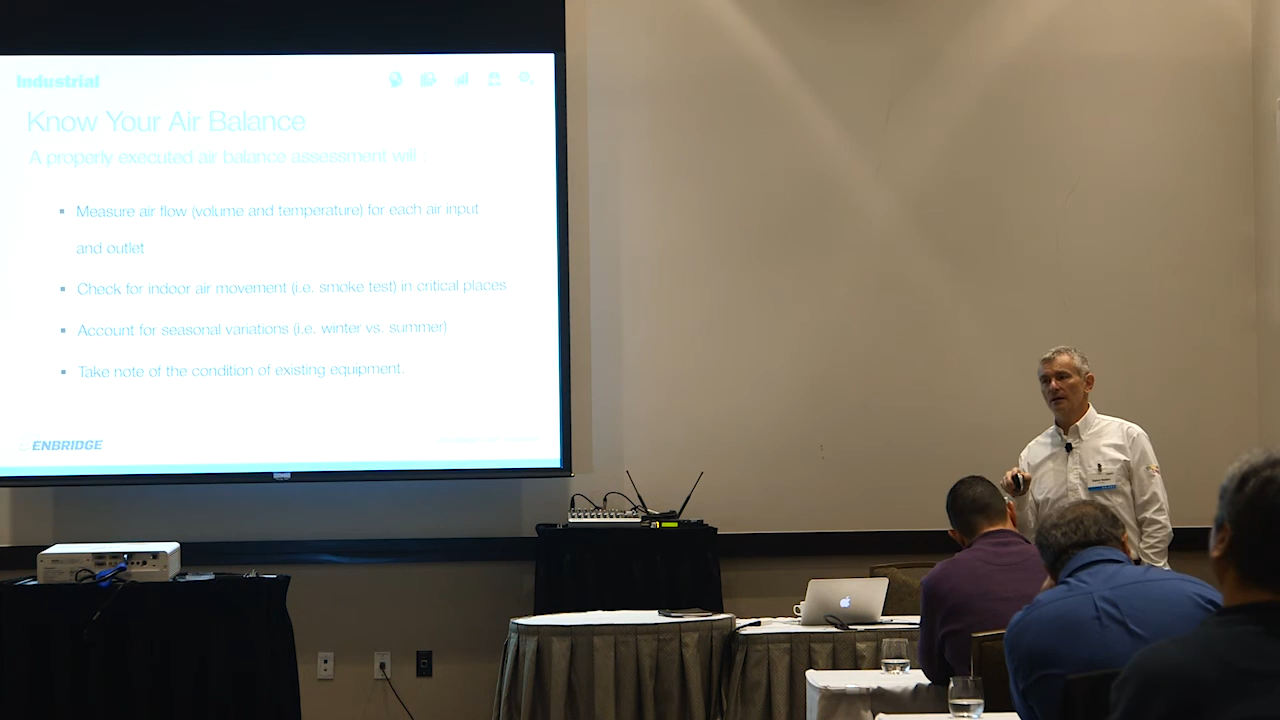 Industrial
Know Your Air Balance
A properly executed air balance assessment will
▪ Measure air flow (volume and temperature) for each air input
and outlet
▪ Check for indoor air movement (i.e. smoke test) in critical places
▪ Account for seasonal variations (i.e. winter vs. summer)
▪ Take note of the condition of existing equipment.
ENBRIDGE